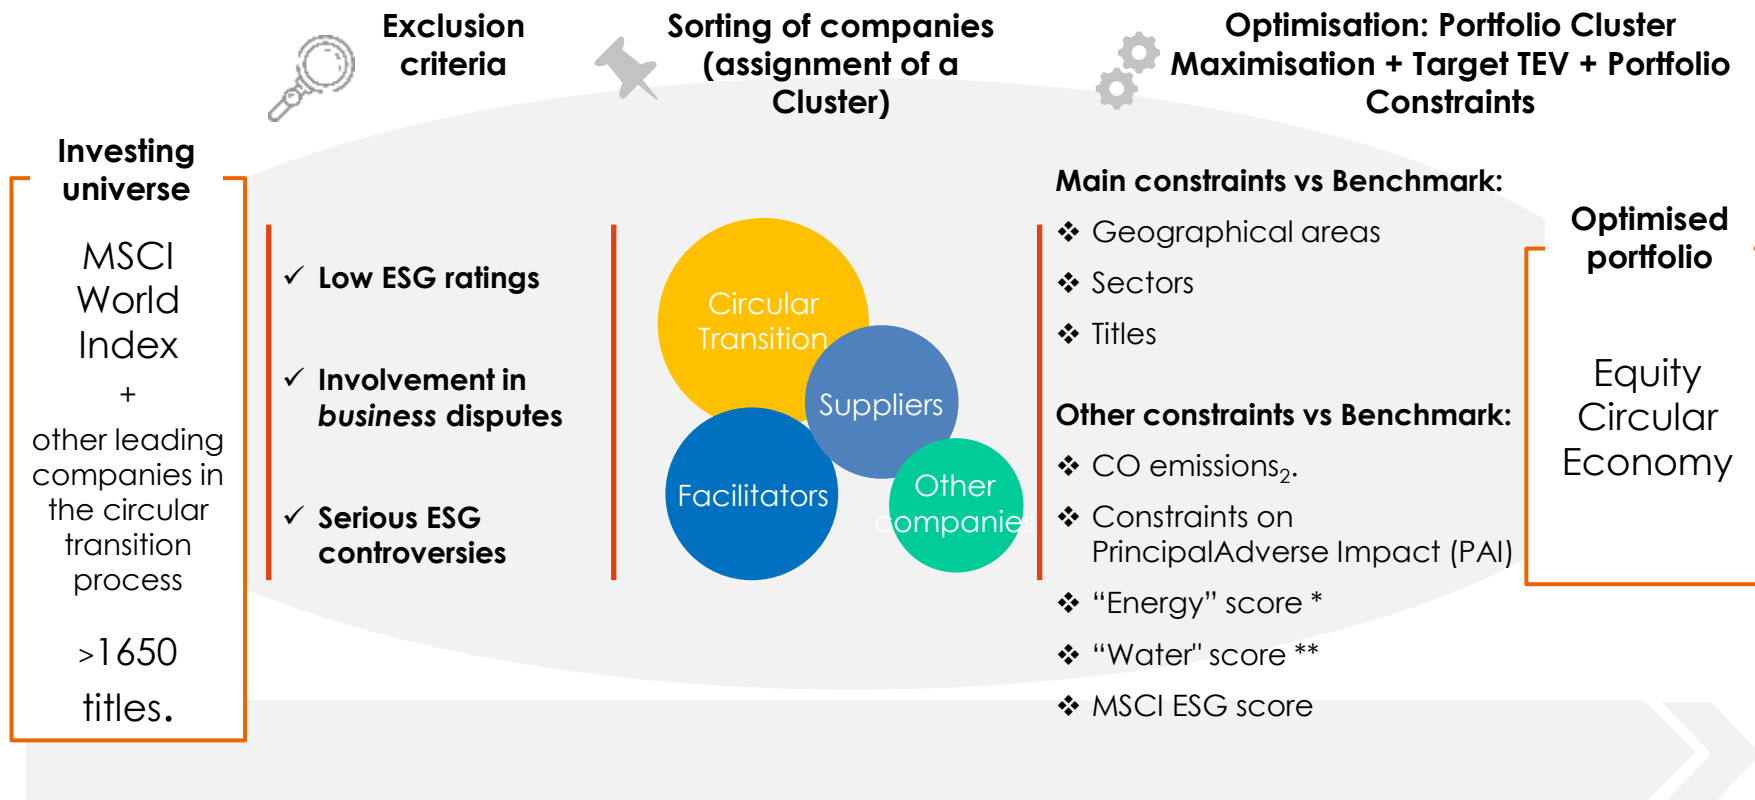 Exclusion
criteria
Sorting of companies
(assignment of a
Cluster)
Optimisation: Portfolio Cluster
Maximisation + Target TEV + Portfolio
Constraints
Investing
universe
MSCI
World
Index
+
other leading
companies in
the circular
transition
process
>1650
titles.
✓ Low ESG ratings
✓ Involvement in
business disputes
✓ Serious ESG
controversies
Circular
Transition
Suppliers
Facilitators
Other
companies
Main constraints vs Benchmark:
❖ Geographical areas
❖ Sectors
❖ Titles
Other constraints vs Benchmark:
❖ CO emissions₂.
❖ Constraints on
PrincipalAdverse Impact (PAI)
❖ “Energy” score *
❖ “Water" score **
❖ MSCI ESG score
Optimised
portfolio
Equity
Circular
Economy